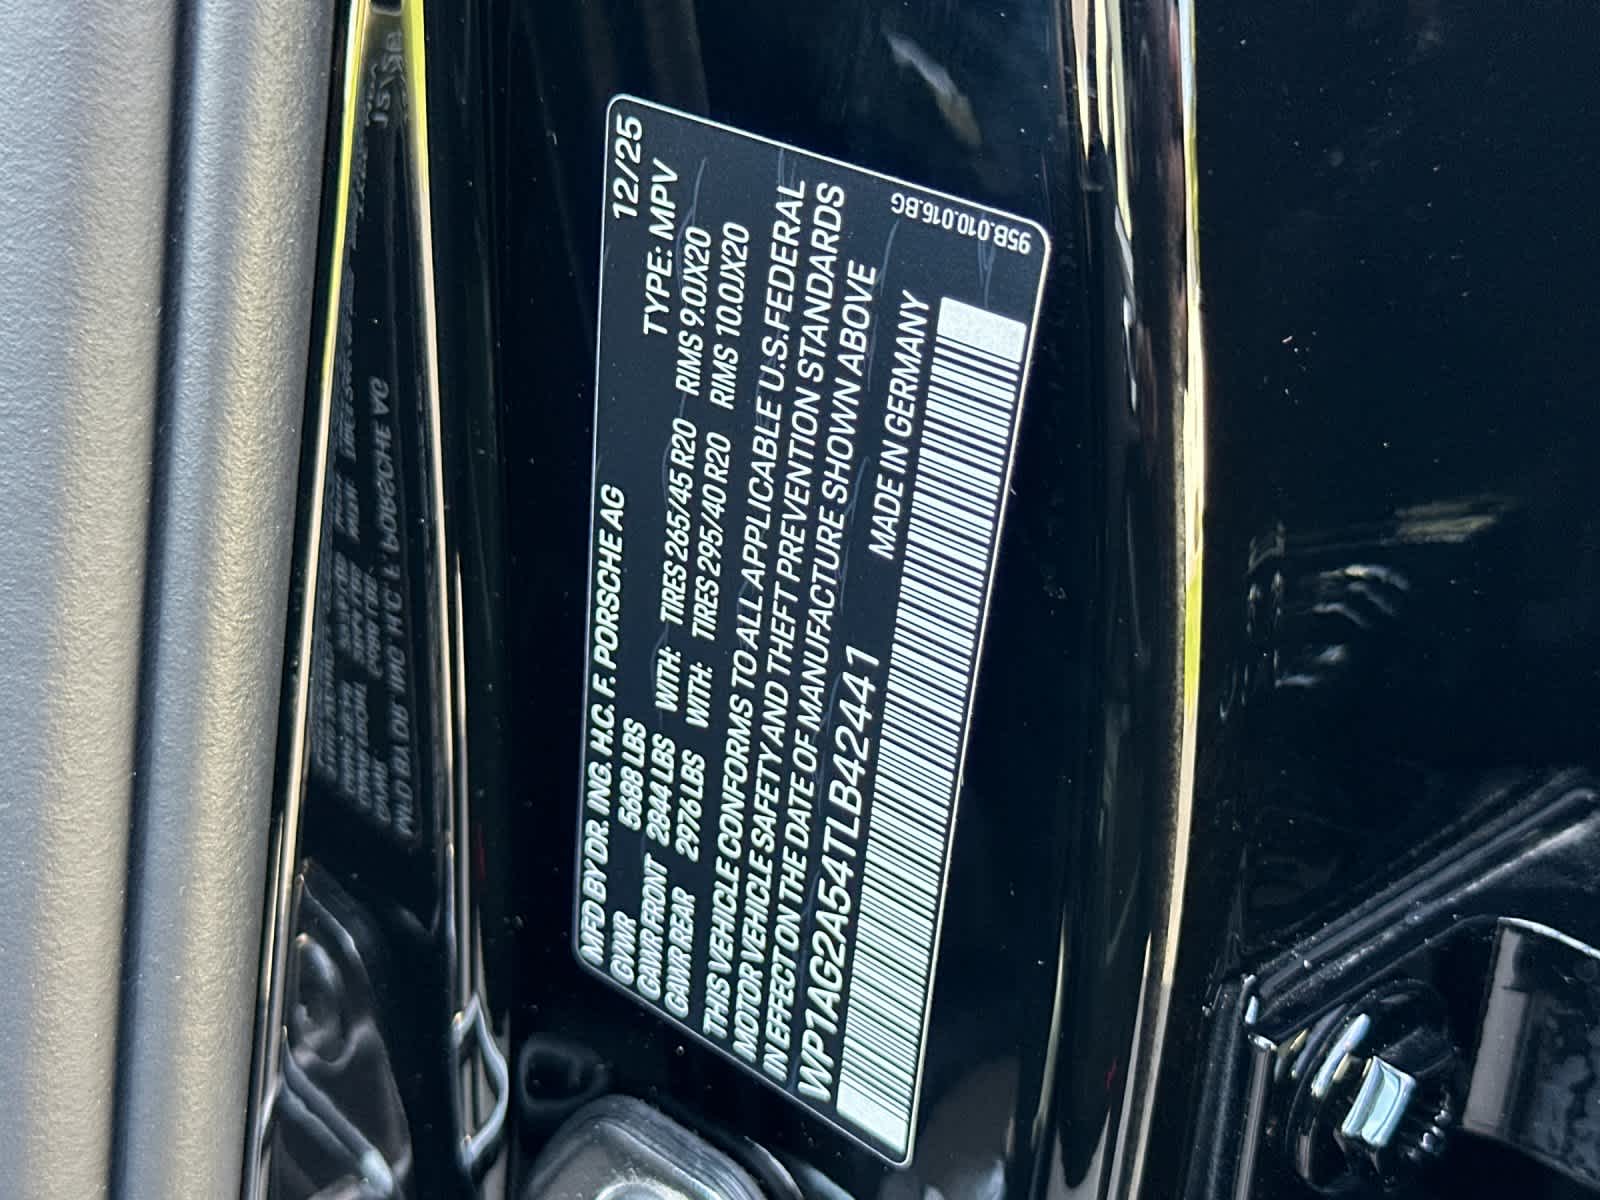 MFD BY DR. ING. H.C. F. PORSCHE AG 12/25
GVWR 5688 LBS TYPE: MPV
GAWR FRONT 2844 LBS WITH: TIRES 265/45 R20 RIMS 9.0JX20
GAWR REAR 2976 LBS WITH: TIRES 295/40 R20 RIMS 10.0JX20
THIS VEHICLE CONFORMS TO ALL APPLICABLE U.S. FEDERAL
MOTOR VEHICLE SAFETY AND THEFT PREVENTION STANDARDS
IN EFFECT ON THE DATE OF MANUFACTURE SHOWN ABOVE
WP1AG2A54TLB42441 MADE IN GERMANY
95B.010.016.BG